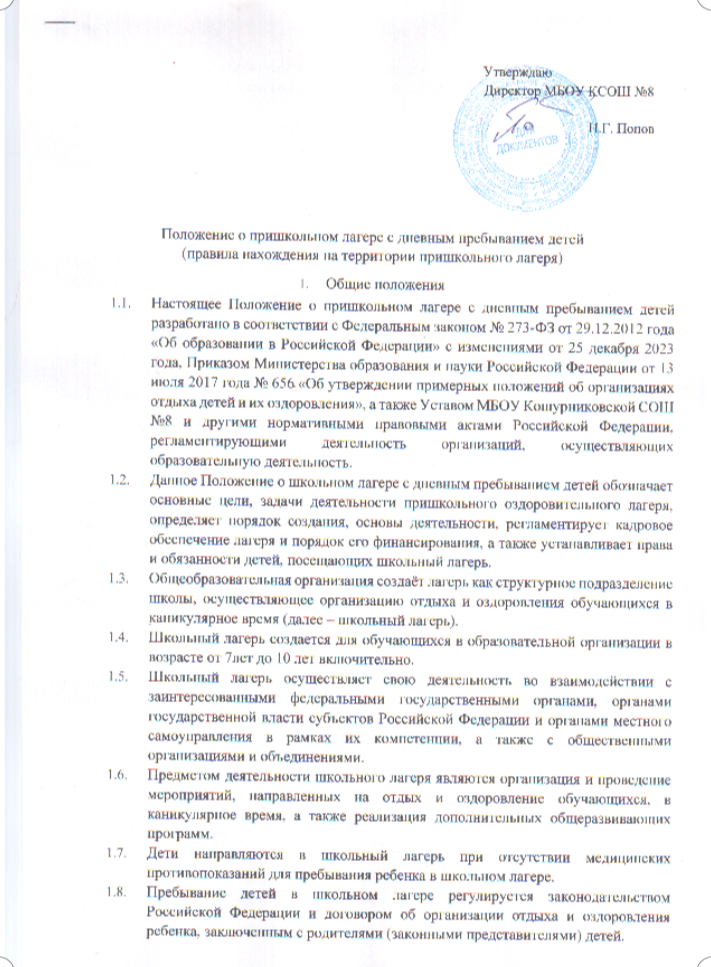 Утверждаю
Директор МБОУ КСОШ №8
Н.Г. Попов
ДЛЯ
ДОКУМЕНТОВ
Положение о пришкольном лагере с дневным пребыванием детей
(правила нахождения на территории пришкольного лагеря)
1. Общие положения
1.1. Настоящее Положение о пришкольном лагере с дневным пребыванием детей
разработано в соответствии с Федеральным законом № 273-ФЗ от 29.12.2012 года
«Об образовании в Российской Федерации» с изменениями от 25 декабря 2023
года, Приказом Министерства образования и науки Российской Федерации от 13
июля 2017 года № 656 «Об утверждении примерных положений об организациях
отдыха детей и их оздоровления», а также Уставом МБОУ Кошурниковской СОШ
№8 и другими нормативными правовыми актами Российской Федерации,
регламентирующими деятельность организаций, осуществляющих
образовательную деятельность.
1.2. Данное Положение о школьном лагере с дневным пребыванием детей обозначает
основные цели, задачи деятельности пришкольного оздоровительного лагеря,
определяет порядок создания, основы деятельности, регламентирует кадровое
обеспечение лагеря и порядок его финансирования, а также устанавливает права
и обязанности детей, посещающих школьный лагерь.
1.3. Общеобразовательная организация создаёт лагерь как структурное подразделение
школы, осуществляющее организацию отдыха и оздоровления обучающихся в
каникулярное время (далее – школьный лагерь).
1.4. Школьный лагерь создается для обучающихся в образовательной организации в
возрасте от 7лет до 10 лет включительно.
1.5. Школьный лагерь осуществляет свою деятельность во взаимодействии с
заинтересованными федеральными государственными органами, органами
государственной власти субъектов Российской Федерации и органами местного
самоуправления в рамках их компетенции, а также с общественными
организациями и объединениями.
1.6. Предметом деятельности школьного лагеря являются организация и проведение
мероприятий, направленных на отдых и оздоровление обучающихся, в
каникулярное время, а также реализация дополнительных общеразвивающих
программ.
1.7. Дети направляются в школьный лагерь при отсутствии медицинских
противопоказаний для пребывания ребенка в школьном лагере.
1.8. Пребывание детей в школьном лагере регулируется законодательством
Российской Федерации и договором об организации отдыха и оздоровления
ребенка, заключенным с родителями (законными представителями) детей.